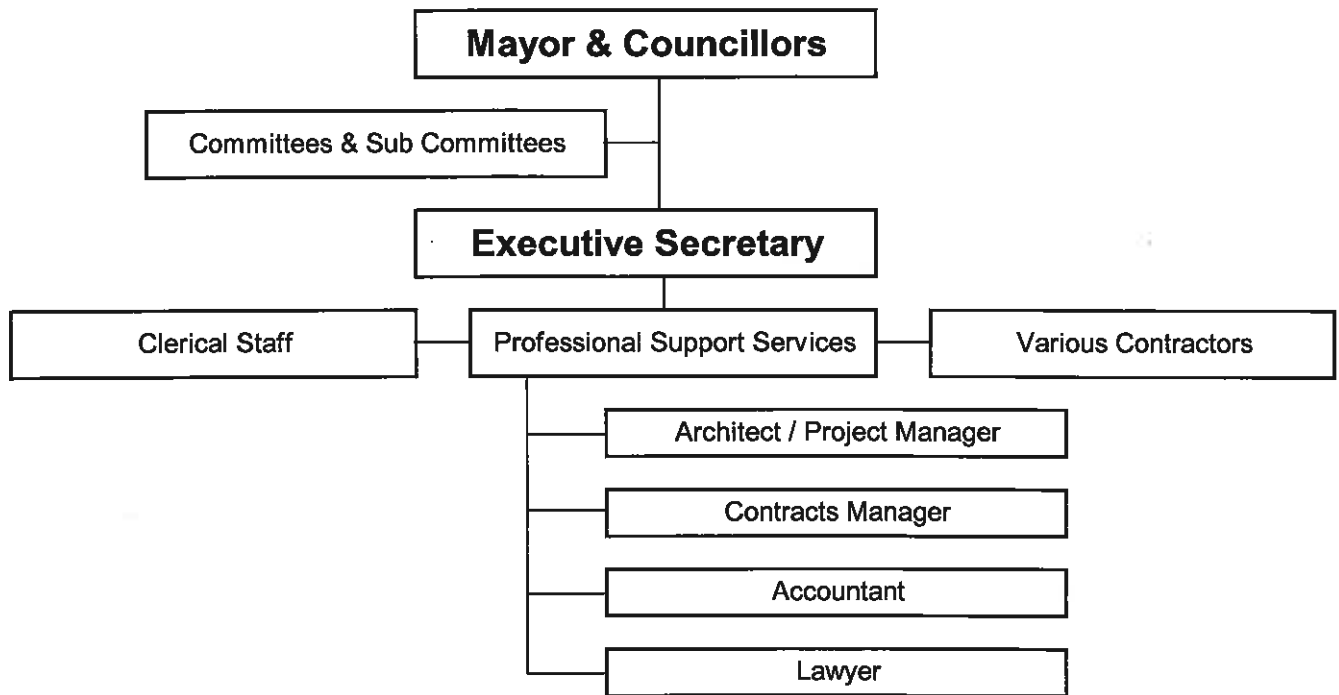 Mayor & Councillors
Committees & Sub Committees
Executive Secretary
Clerical Staff
Professional Support Services
Various Contractors
Architect / Project Manager
Contracts Manager
Accountant
Lawyer